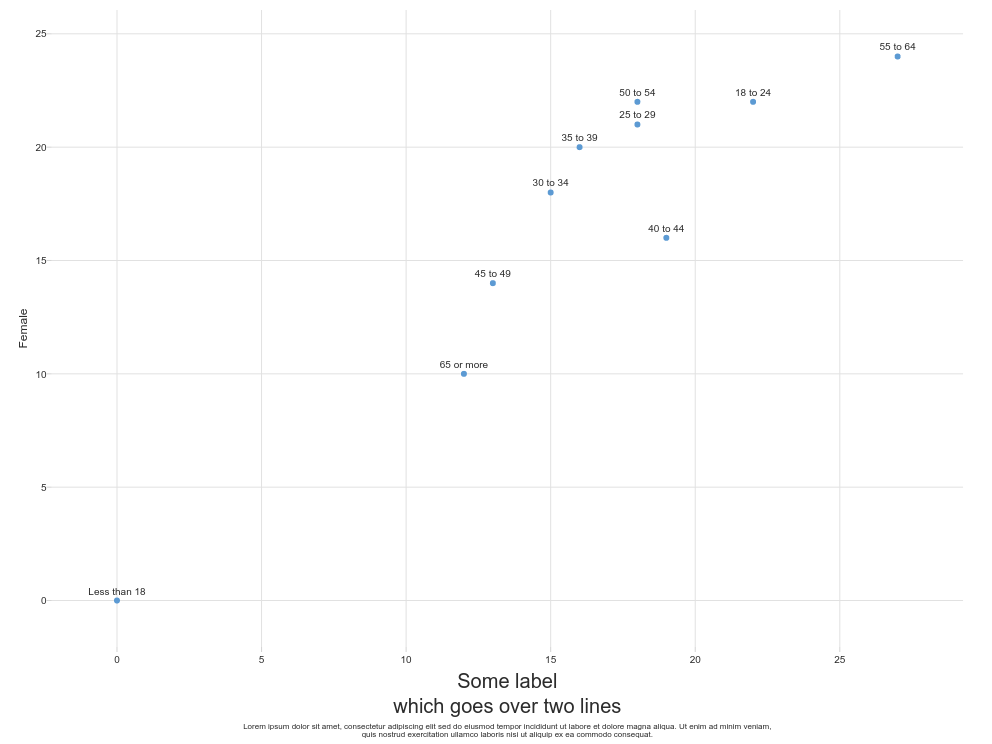 25
55 to 64
50 to 54
18 to 24
25 to 29
35 to 39
20
30 to 34
40 to 44
15
45 to 49
Female
65 or more
10
5
Less than 18
0
0 5 10 15 20 25
Some label
which goes over two lines
Lorem ipsum dolor sit amet, consectetur adipiscing elit sed do eiusmod tempor incididunt ut labore et dolore magna aliqua. Ut enim ad minim veniam,
quis nostrud exercitation ullamco laboris nisi ut aliquip ex ea commodo consequat.